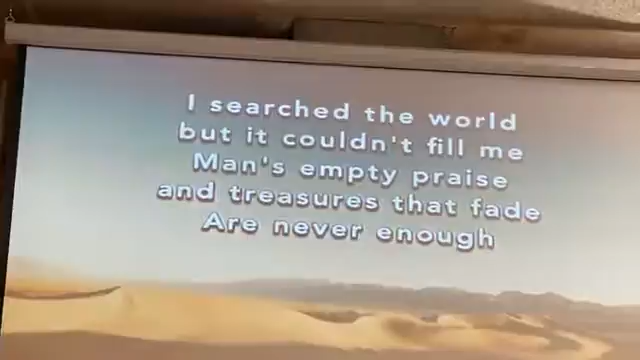 I searched the world
but it couldn't fill me
Man's empty praise
and treasures that fade
Are never enough